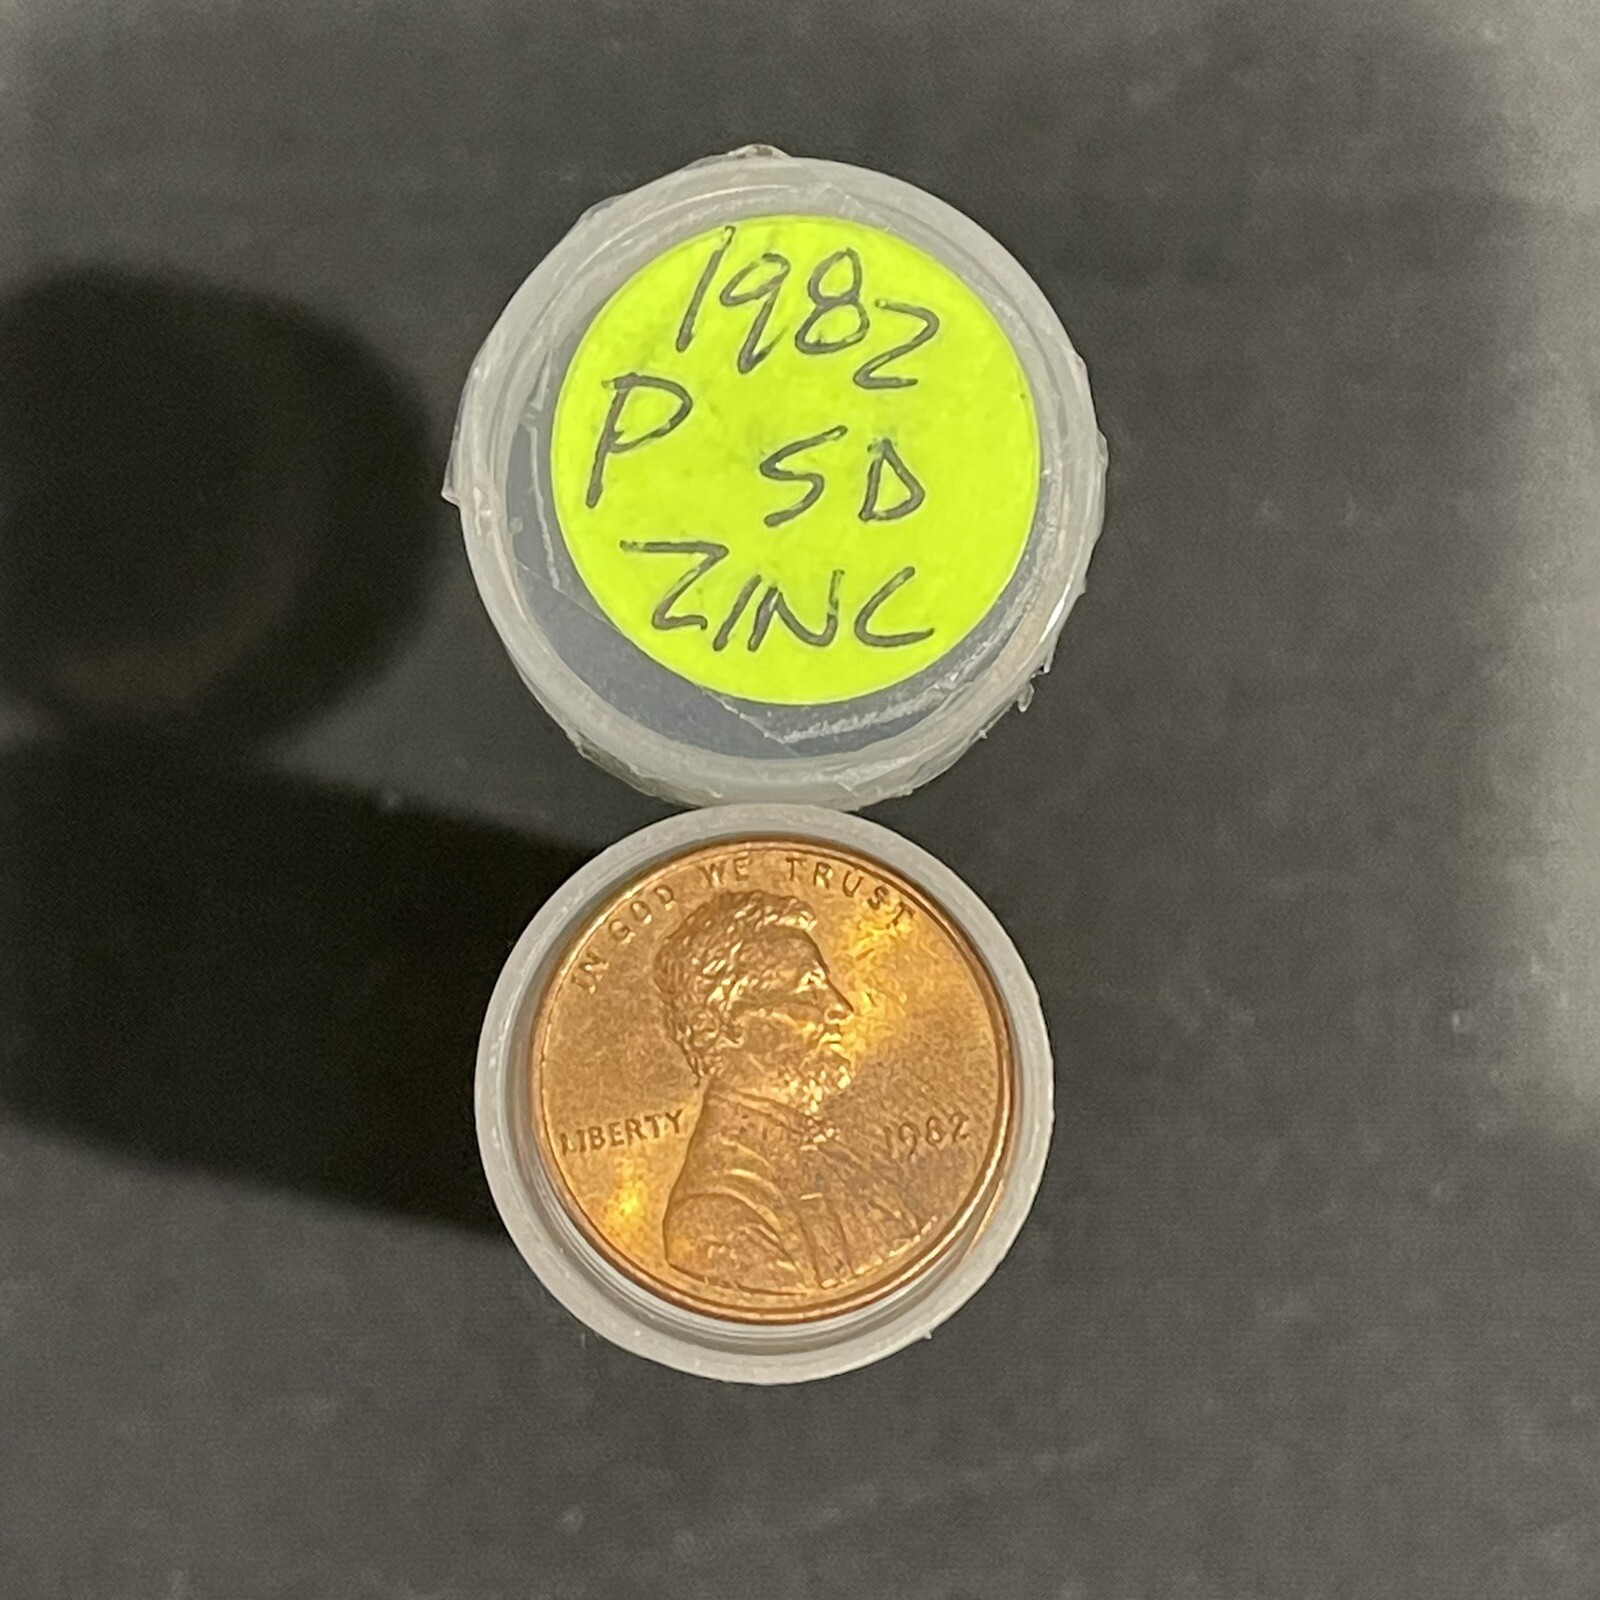 1982
P SD
ZINC
IN GOD WE TRUST
LIBERTY 1982